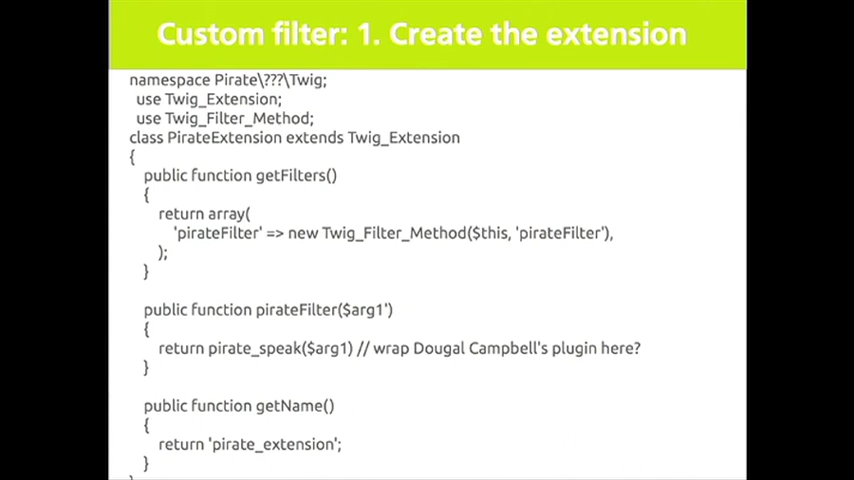 Custom filter: 1. Create the extension
namespace Pirate\???\Twig;
use Twig_Extension;
use Twig_Filter_Method;
class PirateExtension extends Twig_Extension
{
public function getFilters()
{
return array(
'pirateFilter' => new Twig_Filter_Method($this, 'pirateFilter'),
);
}
public function pirateFilter($arg1')
{
return pirate_speak($arg1) // wrap Dougal Campbell's plugin here?
}
public function getName()
{
return 'pirate_extension';
}
}